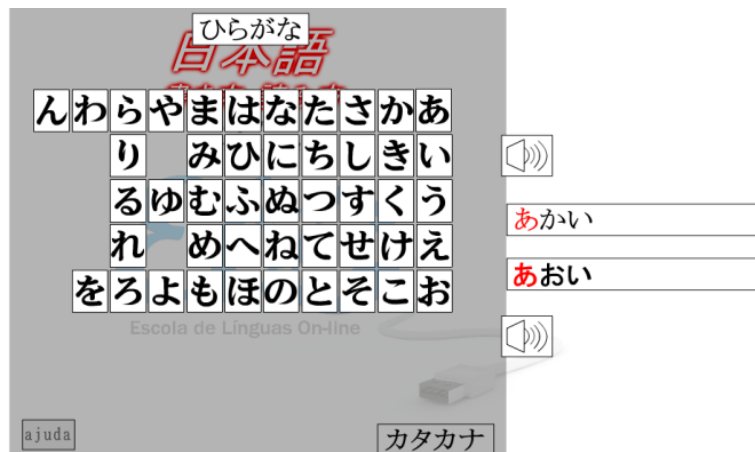 ひらがな
日本語
んわらやまはなたさかあ
りみひにちしきい
るゆむふぬつすくう
れめへねてせけえ
をろよもほのとそこお
あかい
あおい
Escola de Línguas On-line
ajuda
カタカナ